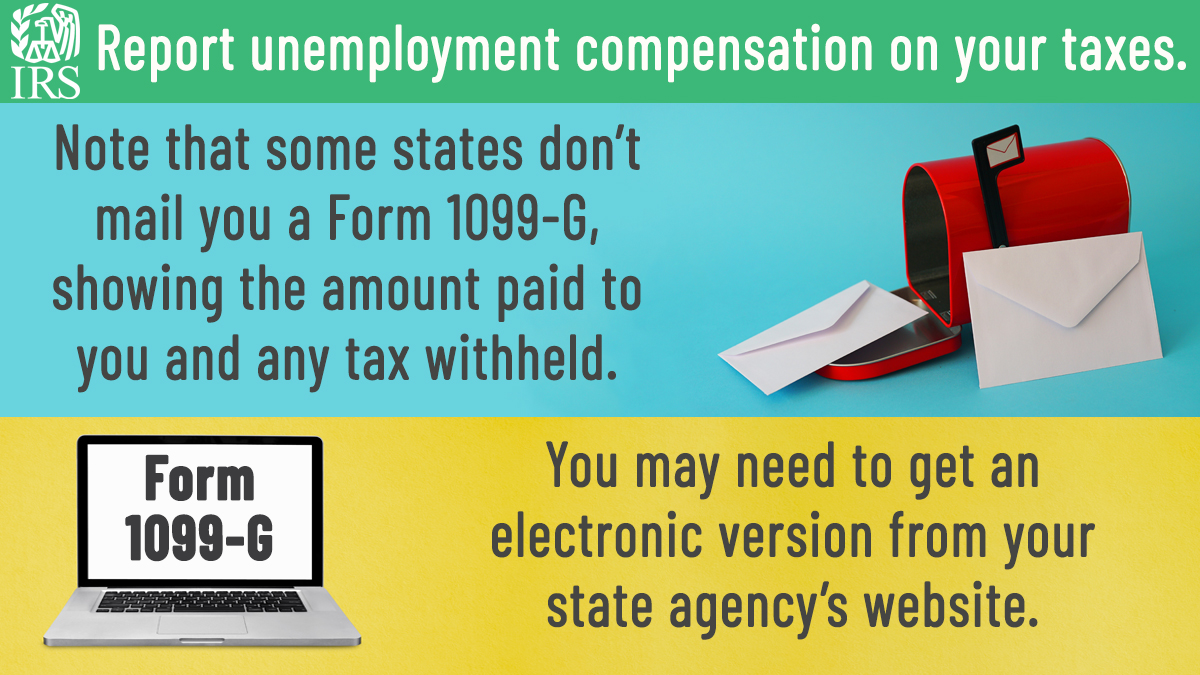 IRS
Report unemployment compensation on your taxes.
Note that some states don’t
mail you a Form 1099-G,
showing the amount paid to
you and any tax withheld.
Form
1099-G
You may need to get an
electronic version from your
state agency’s website.